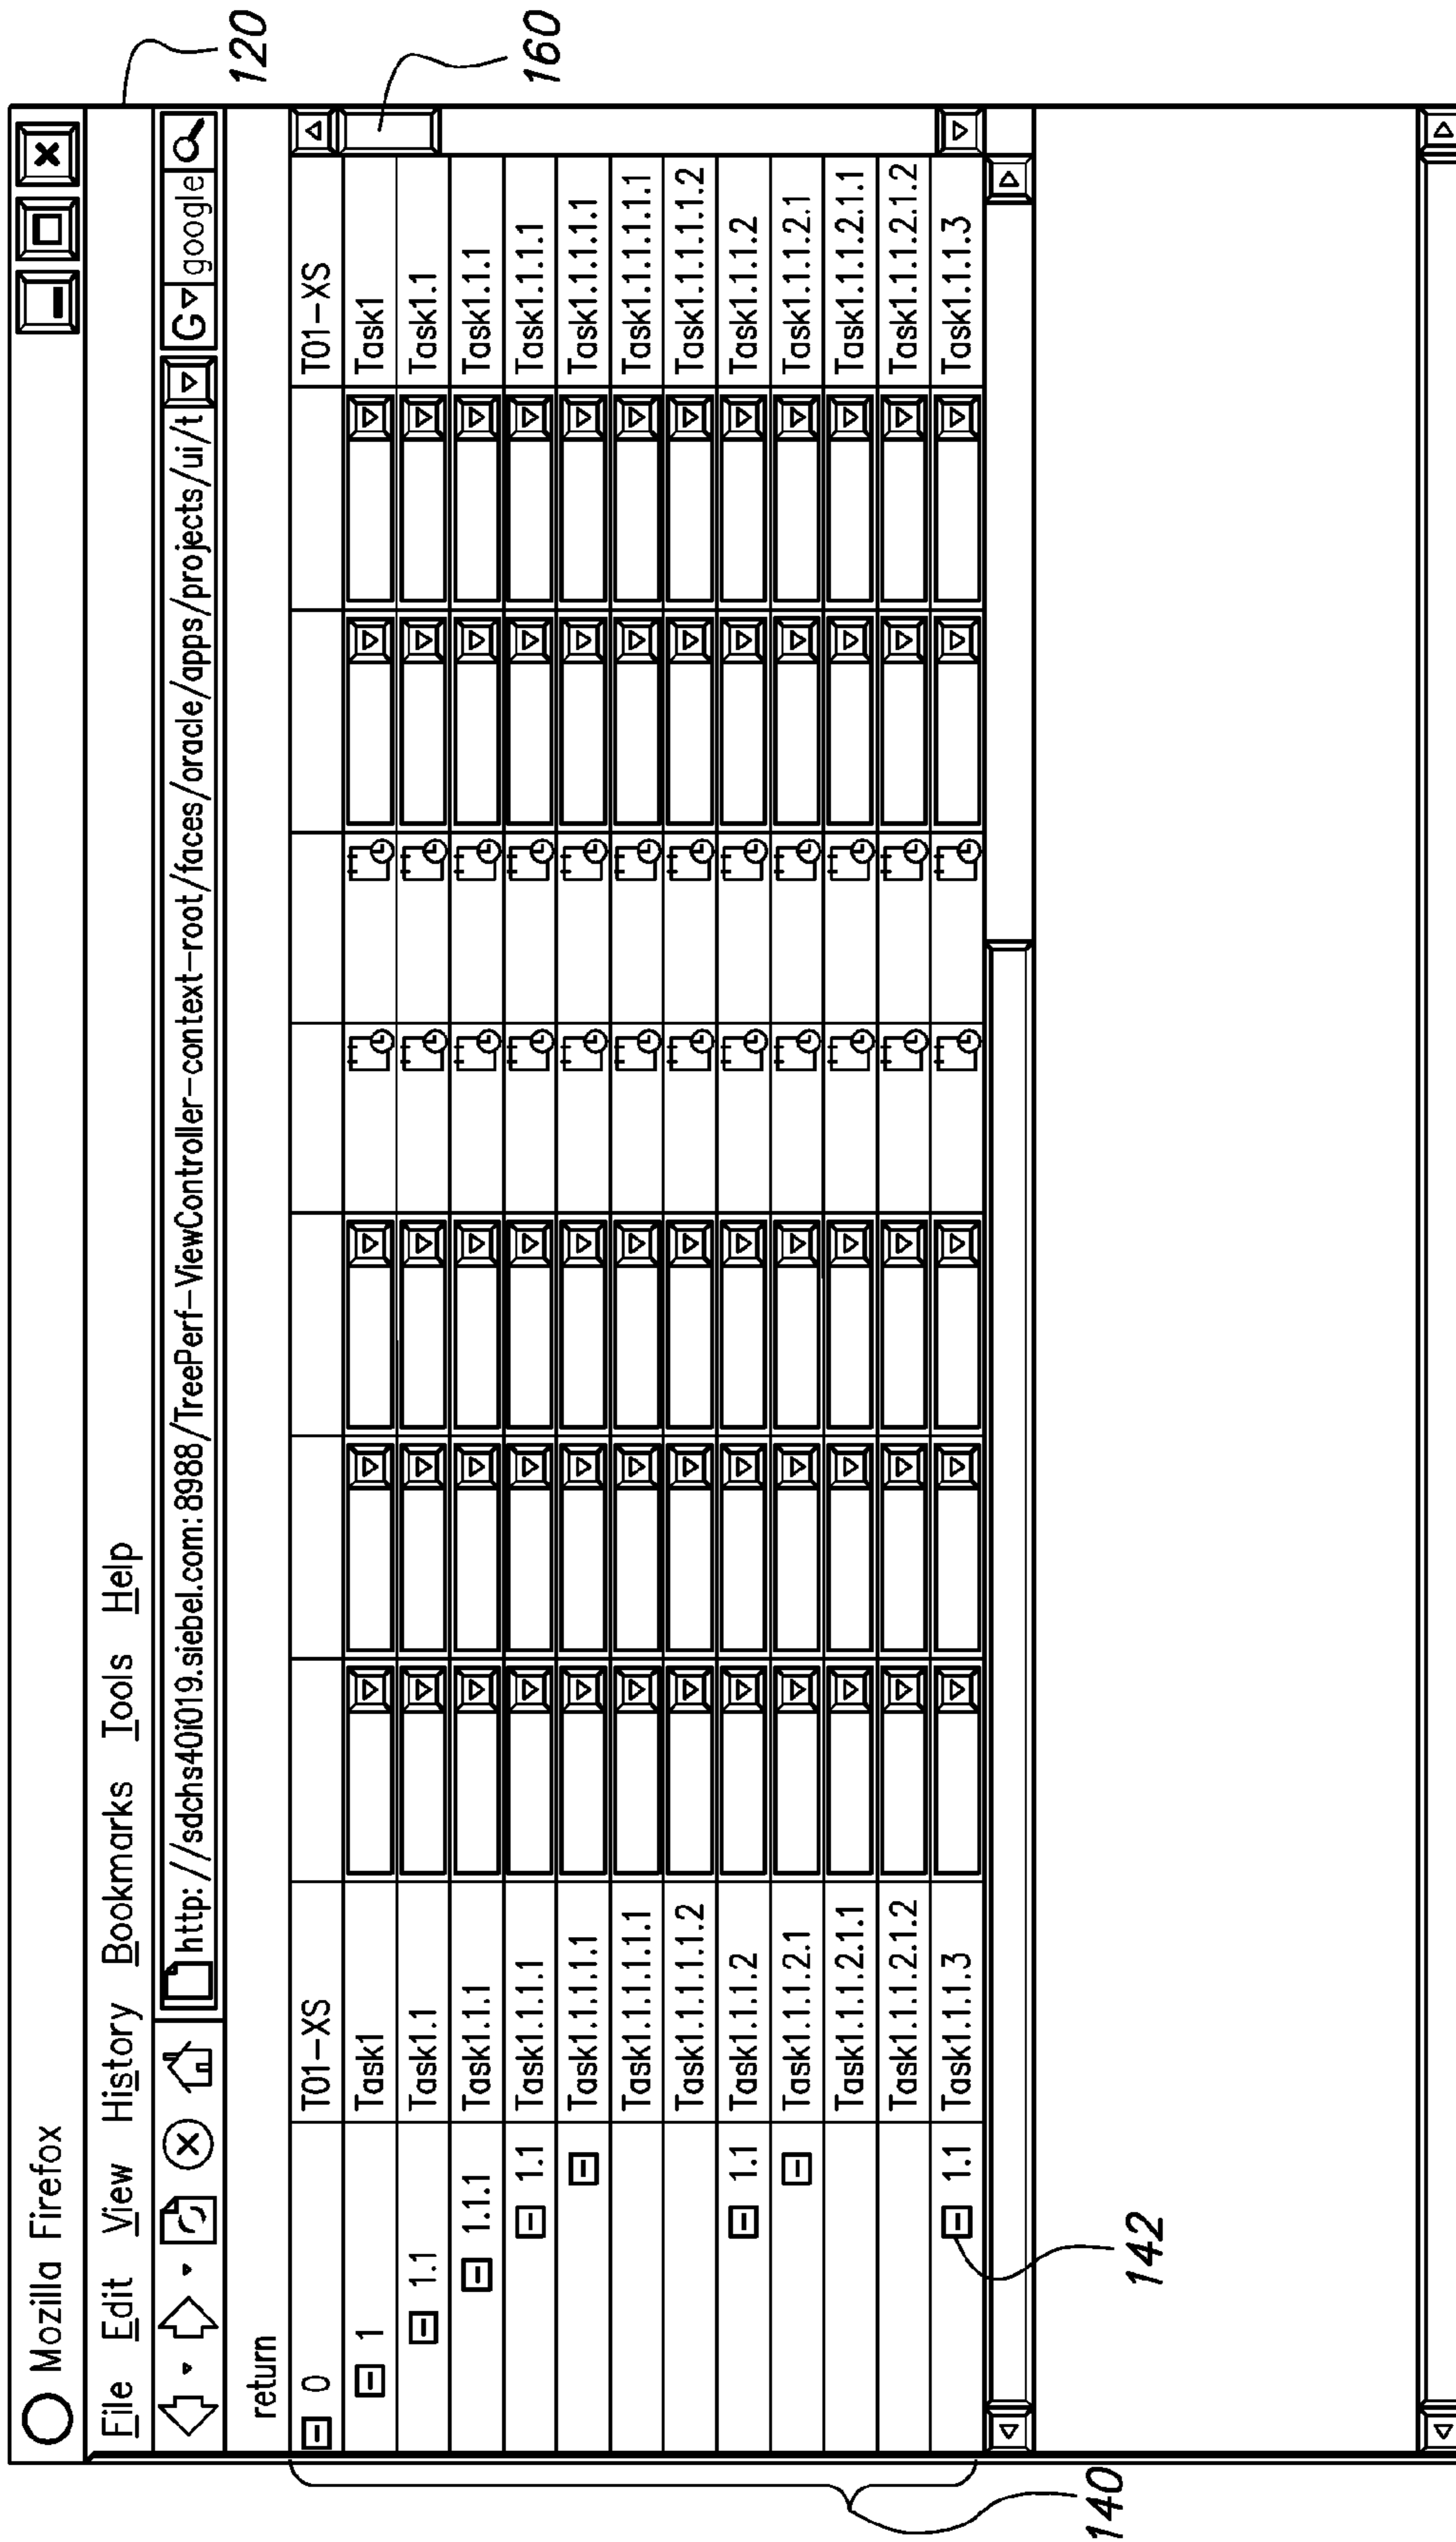 Mozilla Firefox
File Edit View History Bookmarks Tools Help
http://sdchs40i019.siebel.com:8988/TreePerf-ViewController-context-root/faces/oracle/apps/projects/ui/t G google
120
return
0 T01-XS T01-XS
160
1 Task1 Task1
1.1 Task1.1 Task1.1
1.1.1 Task1.1.1 Task1.1.1
1.1 Task1.1.1.1 Task1.1.1.1
Task1.1.1.1.1 Task1.1.1.1.1
Task1.1.1.1.1.1 Task1.1.1.1.1.1
Task1.1.1.1.1.2 Task1.1.1.1.1.2
1.1 Task1.1.1.2 Task1.1.1.2
Task1.1.1.2.1 Task1.1.1.2.1
Task1.1.1.2.1.1 Task1.1.1.2.1.1
Task1.1.1.2.1.2 Task1.1.1.2.1.2
1.1 Task1.1.1.3 Task1.1.1.3
140
142